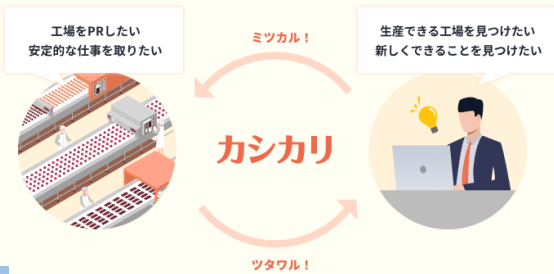 工場をPRしたい
安定的な仕事を取りたい
ミツカル！
生産できる工場を見つけたい
新しくできることを見つけたい
カシカリ
ツタワル！